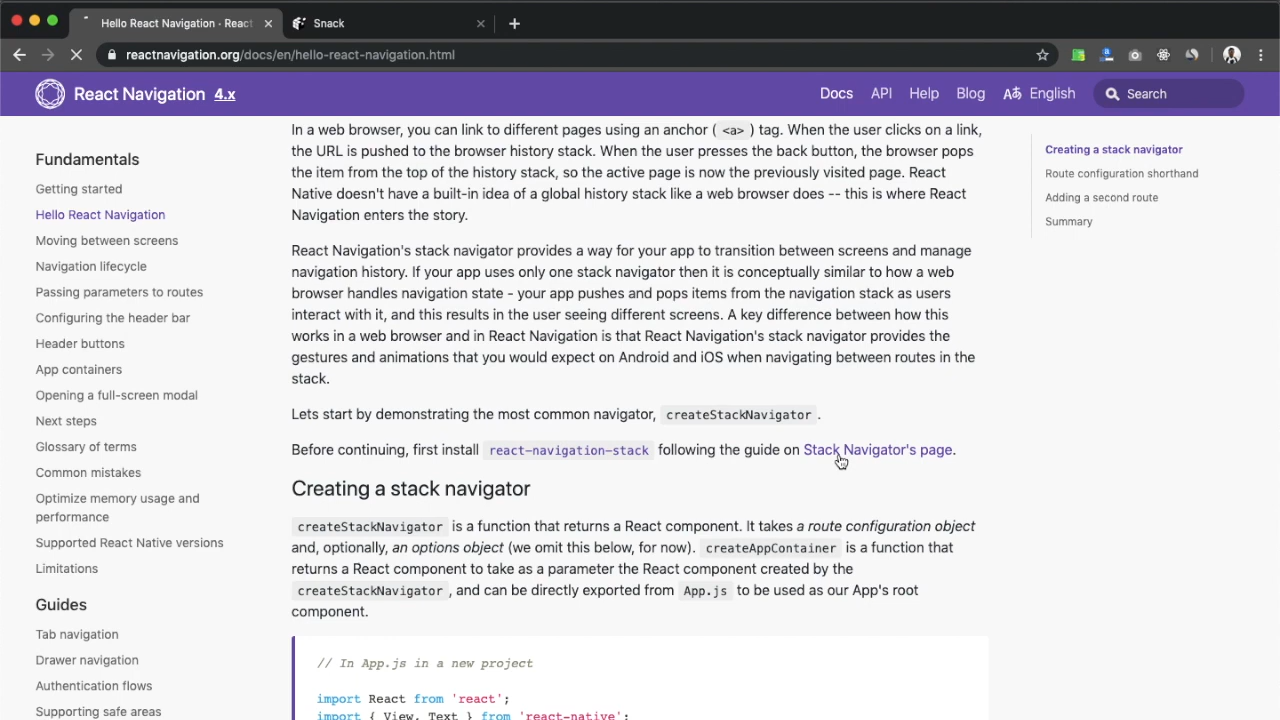 Hello React Navigation · React
Snack
reactnavigation.org/docs/en/hello-react-navigation.html
React Navigation 4.x
Docs API Help Blog English Search
Fundamentals
Getting started
Hello React Navigation
Moving between screens
Navigation lifecycle
Passing parameters to routes
Configuring the header bar
Header buttons
App containers
Opening a full-screen modal
Next steps
Glossary of terms
Common mistakes
Optimize memory usage and
performance
Supported React Native versions
Limitations
Guides
Tab navigation
Drawer navigation
Authentication flows
Supporting safe areas
In a web browser, you can link to different pages using an anchor ( <a> ) tag. When the user clicks on a link,
the URL is pushed to the browser history stack. When the user presses the back button, the browser pops
the item from the top of the history stack, so the active page is now the previously visited page. React
Native doesn't have a built-in idea of a global history stack like a web browser does -- this is where React
Navigation enters the story.
React Navigation's stack navigator provides a way for your app to transition between screens and manage
navigation history. If your app uses only one stack navigator then it is conceptually similar to how a web
browser handles navigation state - your app pushes and pops items from the navigation stack as users
interact with it, and this results in the user seeing different screens. A key difference between how this
works in a web browser and in React Navigation is that React Navigation's stack navigator provides the
gestures and animations that you would expect on Android and iOS when navigating between routes in the
stack.
Lets start by demonstrating the most common navigator, createStackNavigator .
Before continuing, first install react-navigation-stack following the guide on Stack Navigator's page.
Creating a stack navigator
createStackNavigator is a function that returns a React component. It takes a route configuration object
and, optionally, an options object (we omit this below, for now). createAppContainer is a function that
returns a React component to take as a parameter the React component created by the
createStackNavigator , and can be directly exported from App.js to be used as our App's root
component.
// In App.js in a new project
import React from 'react';
import { View, Text } from 'react-native';
Creating a stack navigator
Route configuration shorthand
Adding a second route
Summary